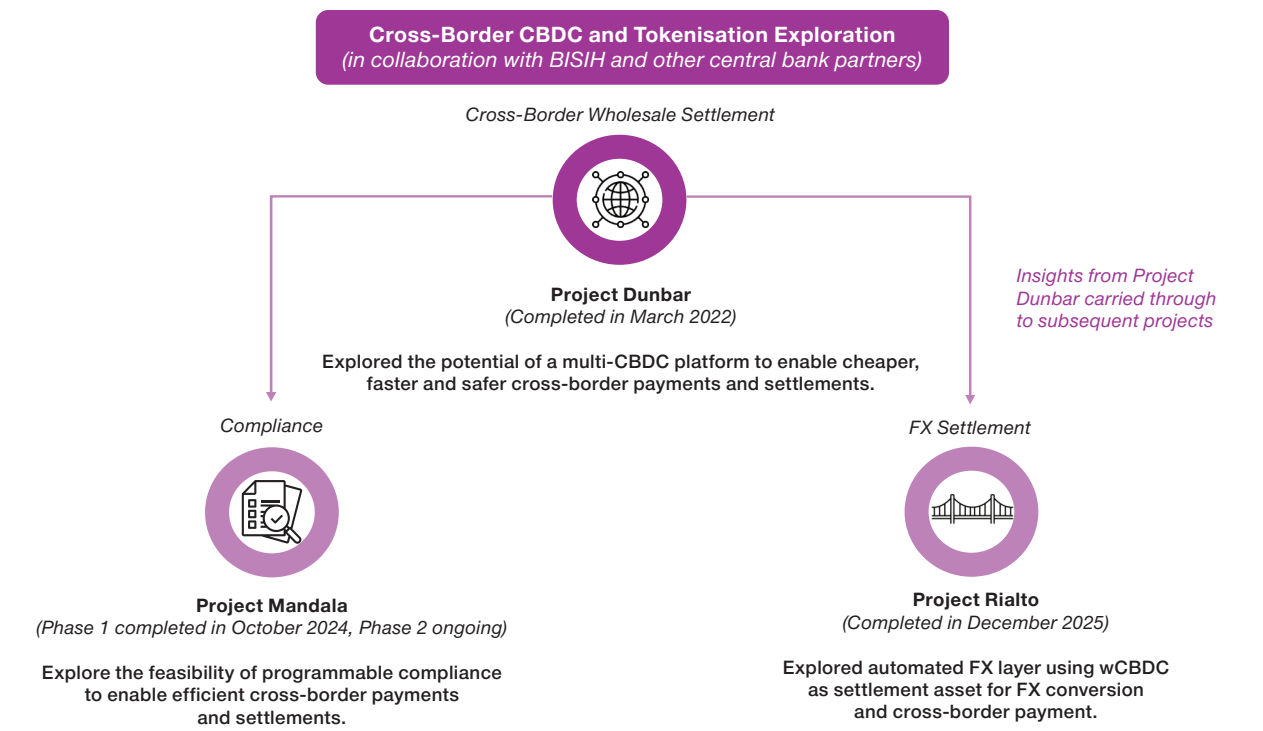 Cross-Border CBDC and Tokenisation Exploration
(in collaboration with BISIH and other central bank partners)
Cross-Border Wholesale Settlement
Project Dunbar
(Completed in March 2022)
Explored the potential of a multi-CBDC platform to enable cheaper,
faster and safer cross-border payments and settlements.
Insights from Project
Dunbar carried through
to subsequent projects
Compliance
Project Mandala
(Phase 1 completed in October 2024, Phase 2 ongoing)
Explore the feasibility of programmable compliance
to enable efficient cross-border payments
and settlements.
FX Settlement
Project Rialto
(Completed in December 2025)
Explored automated FX layer using wCBDC
as settlement asset for FX conversion
and cross-border payment.